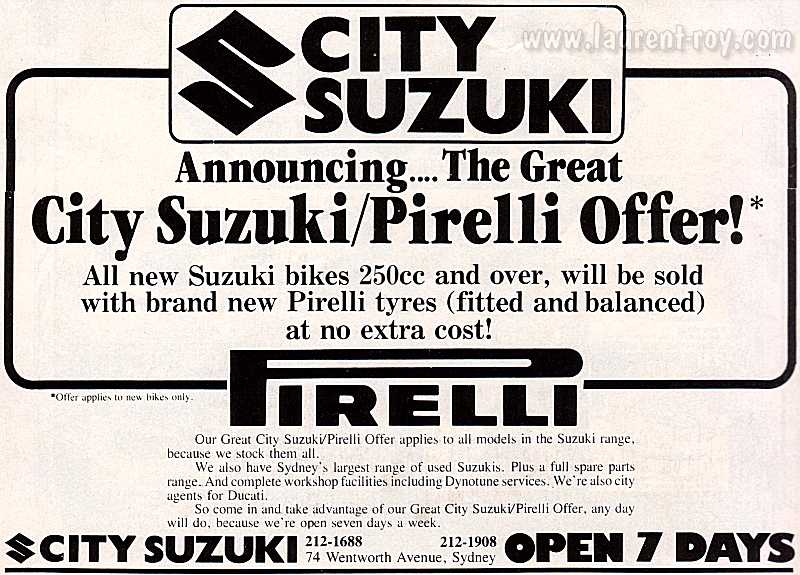 www.laurent-roy.com
CITY
SUZUKI
Announcing....The Great
City Suzuki/Pirelli Offer!*
All new Suzuki bikes 250cc and over, will be sold
with brand new Pirelli tyres (fitted and balanced)
at no extra cost!
PIRELLI
*Offer applies to new bikes only.
Our Great City Suzuki/Pirelli Offer applies to all models in the Suzuki range,
because we stock them all.
We also have Sydney's largest range of used Suzukis. Plus a full spare parts
range. And complete workshop facilities including Dynotune services. We're also city
agents for Ducati.
So come in and take advantage of our Great City Suzuki/Pirelli Offer, any day
will do, because we're open seven days a week.
CITY SUZUKI 212-1688 212-1908 OPEN 7 DAYS
74 Wentworth Avenue, Sydney